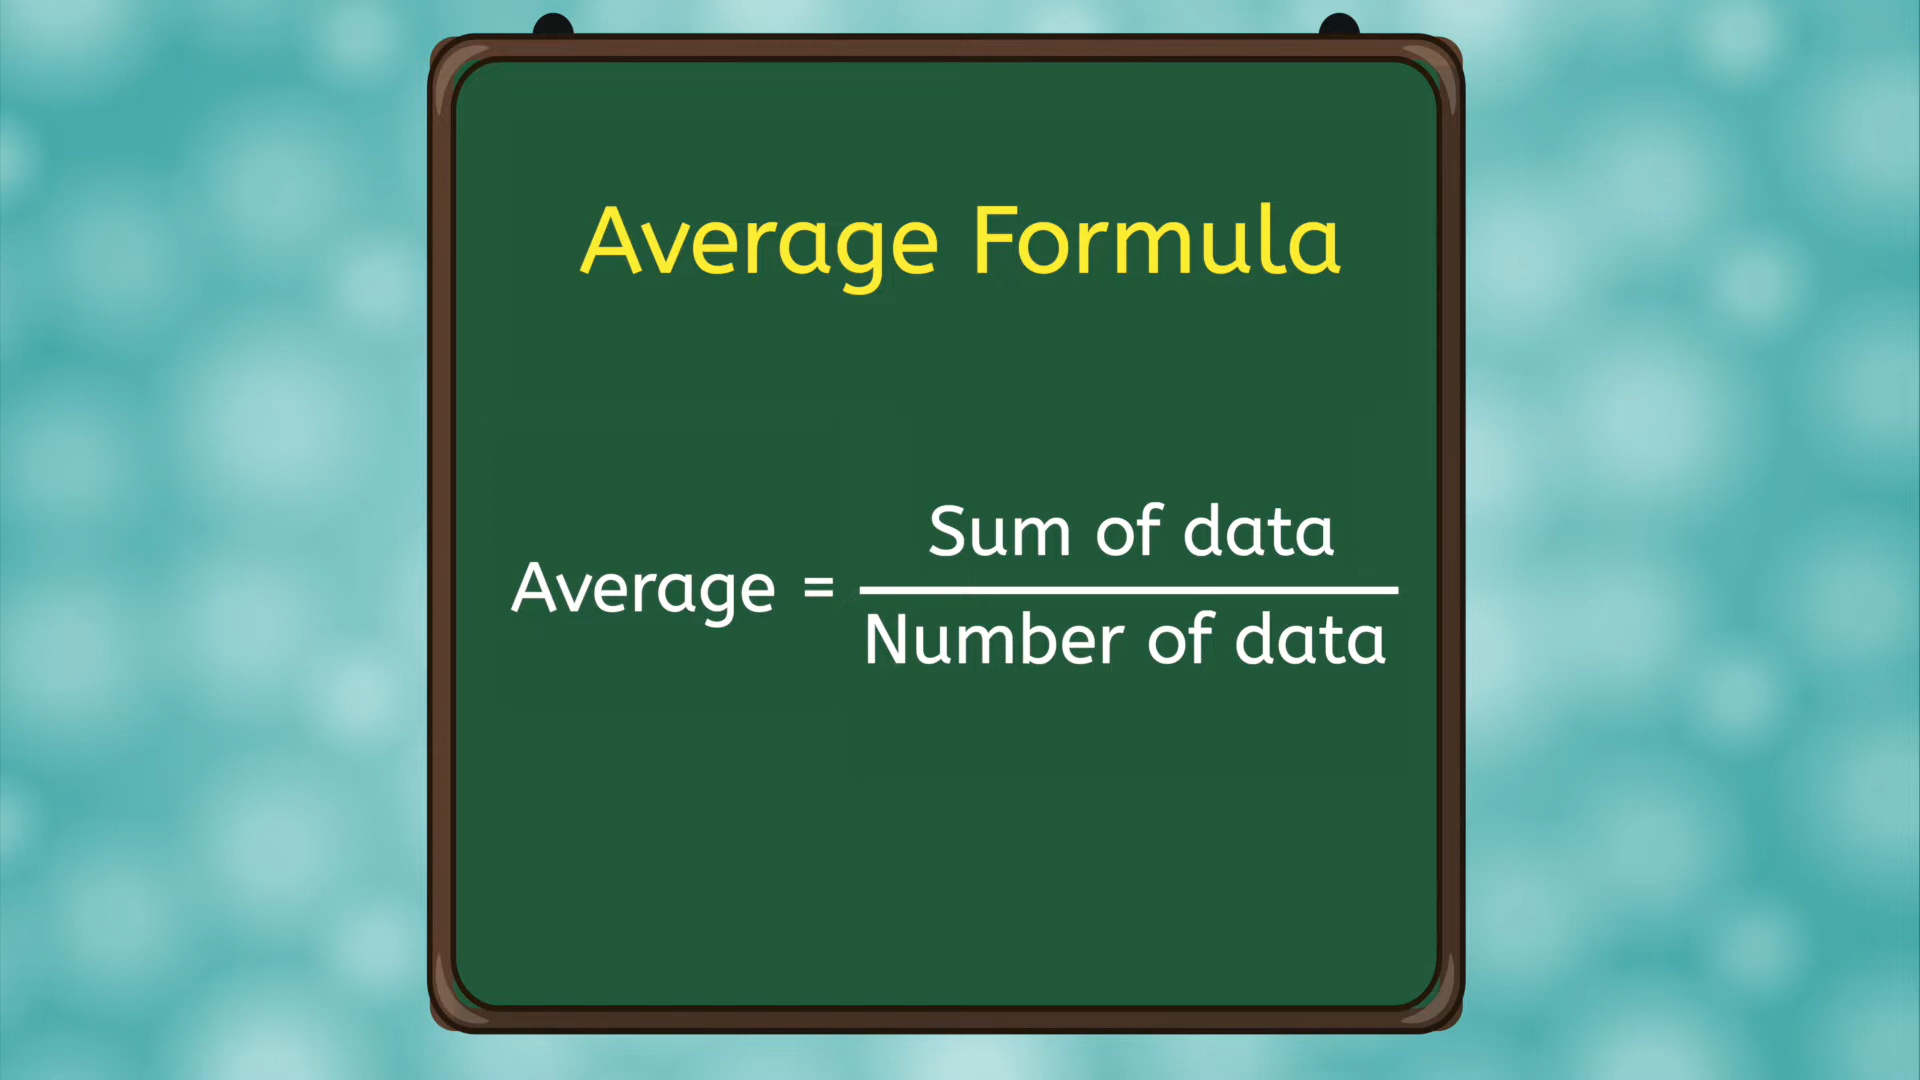 Average Formula
Sum of data
Average =
Number of data